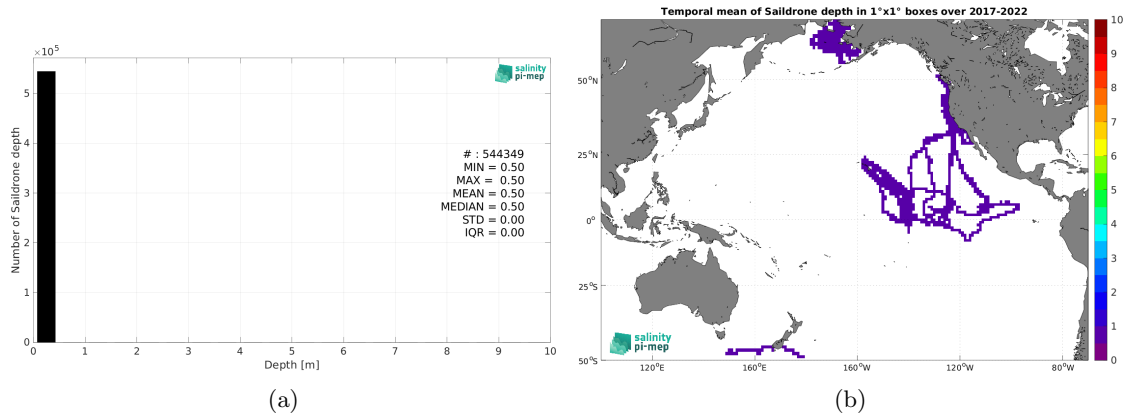 ×10⁵
5
4
3
2
1
0
Number of Saildrone depth
0 1 2 3 4 5 6 7 8 9 10
Depth [m]
salinity
pi-mep
# : 544349
MIN = 0.50
MAX = 0.50
MEAN = 0.50
MEDIAN = 0.50
STD = 0.00
IQR = 0.00
(a)
Temporal mean of Saildrone depth in 1°x1° boxes over 2017-2022
50°N
25°N
0°
25°S
50°S
120°E 160°E 160°W 120°W 80°W
salinity
pi-mep
10
9
8
7
6
5
4
3
2
1
0
(b)